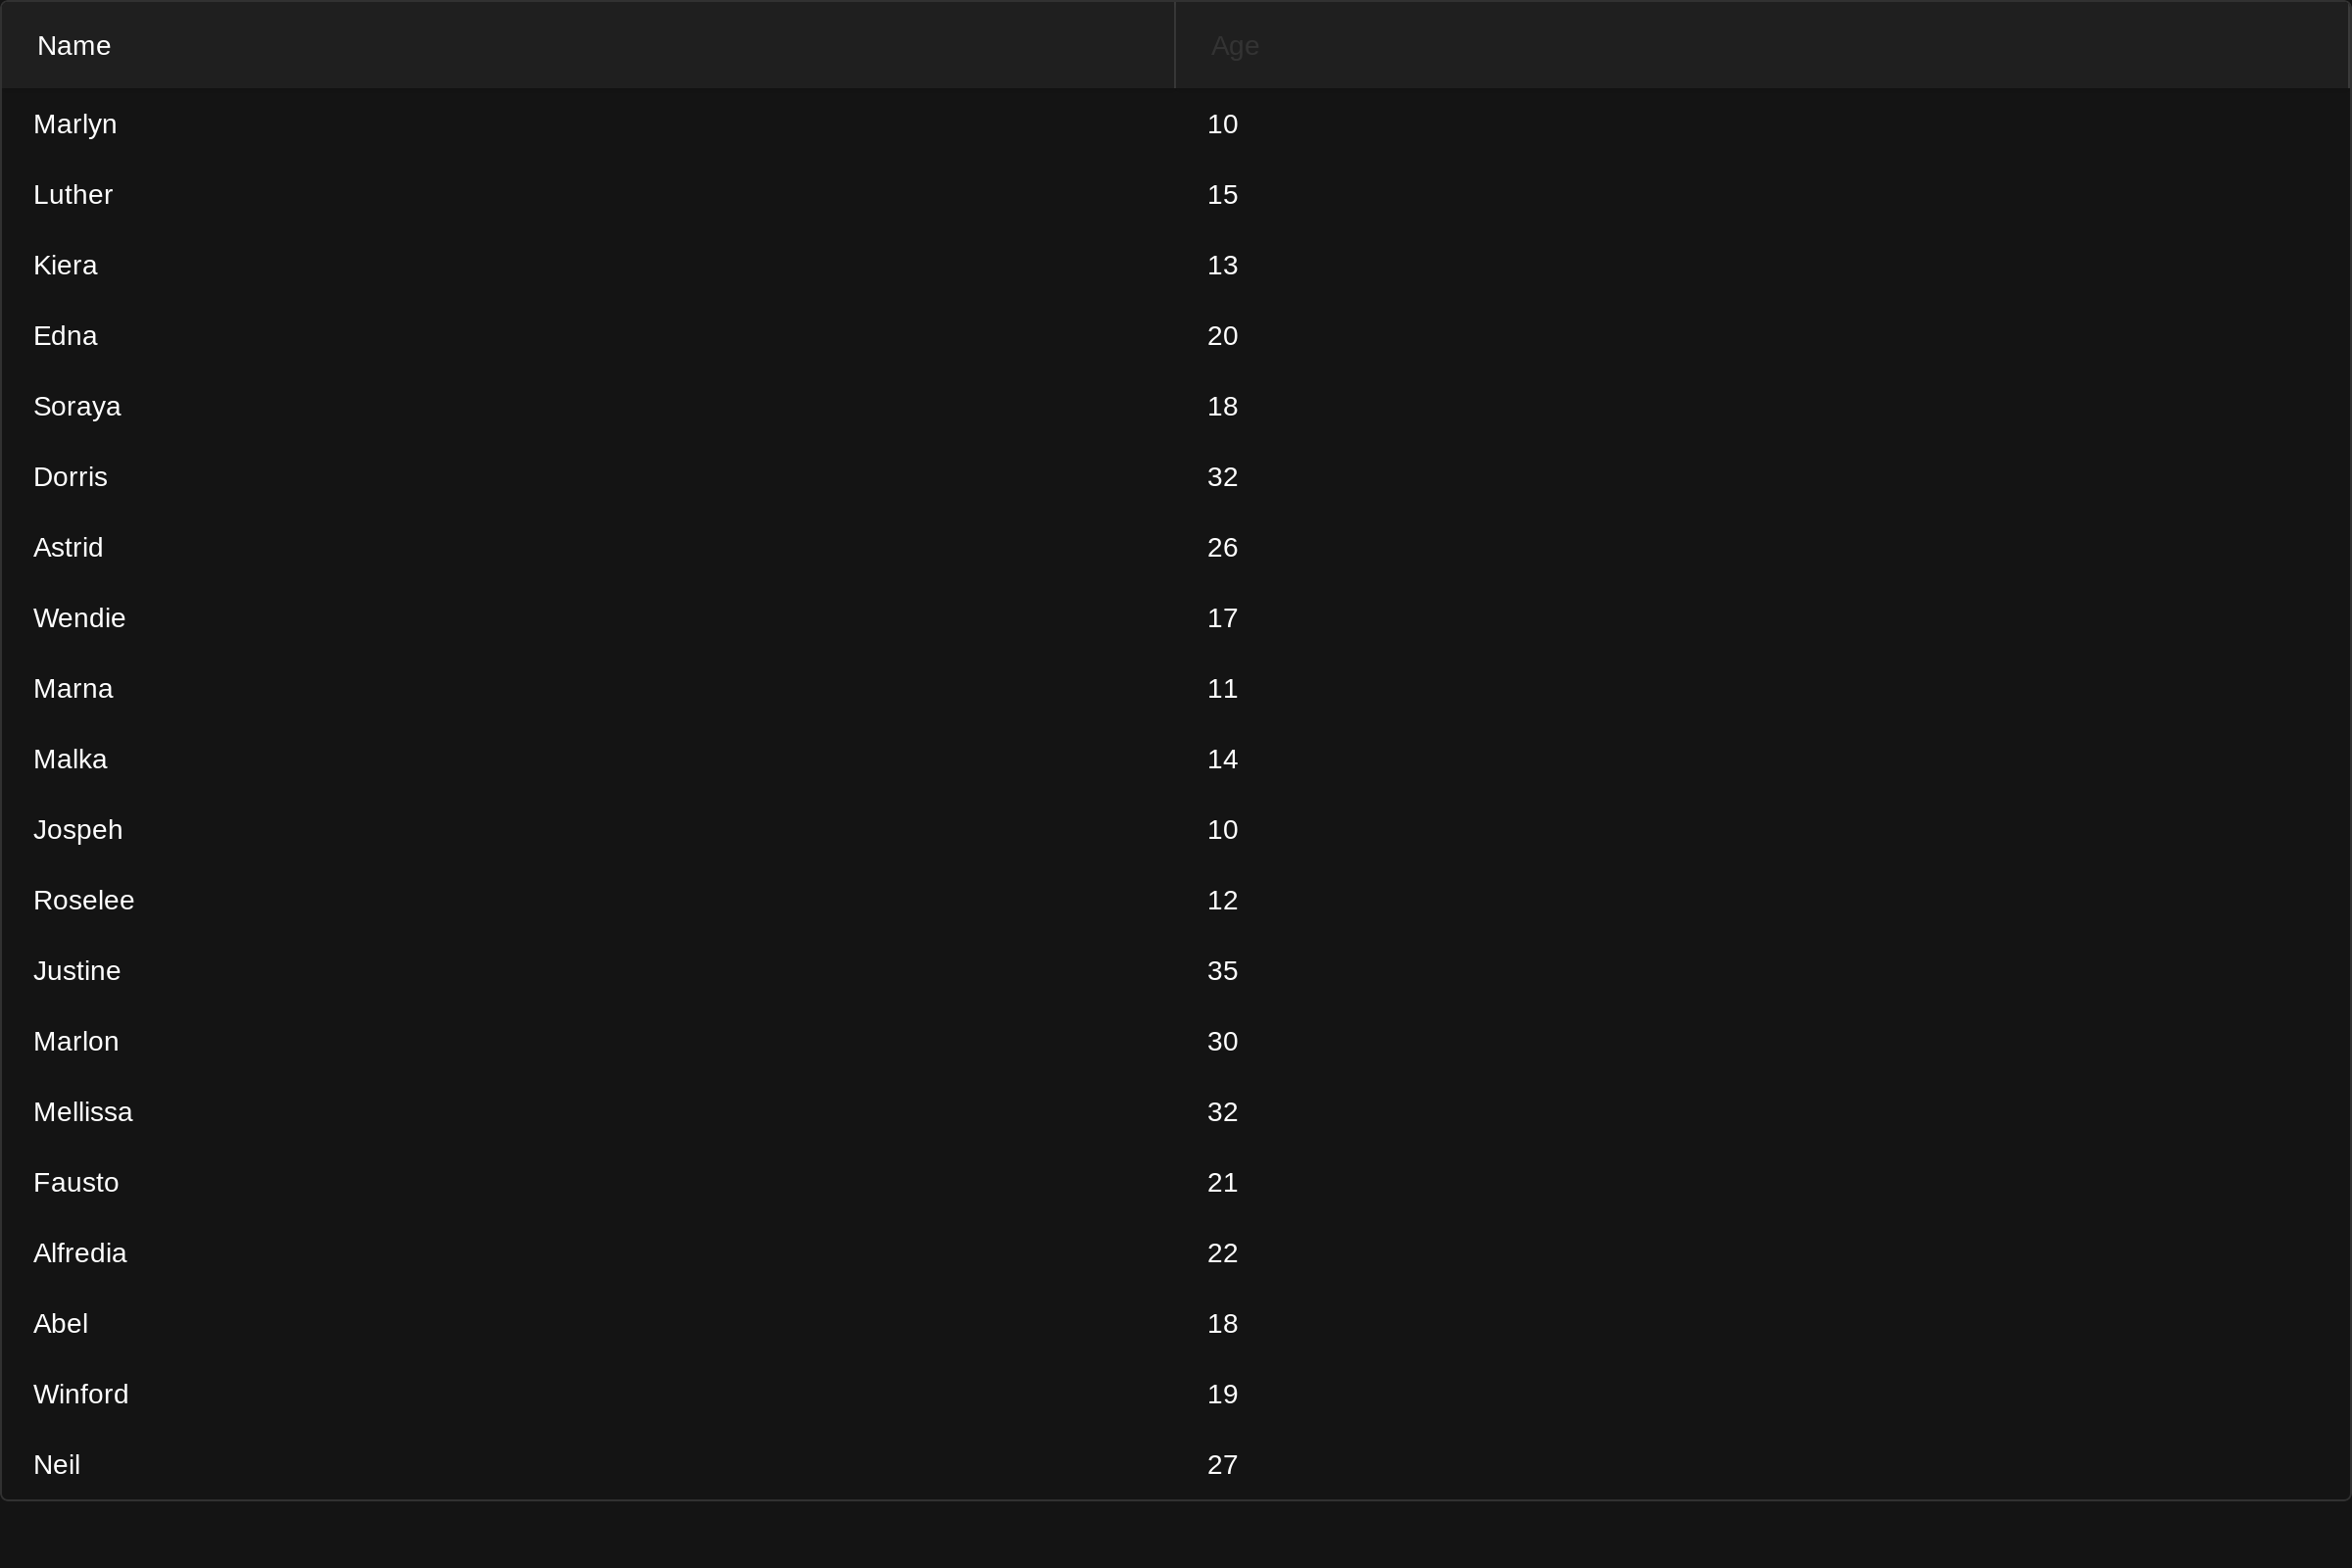 Name Age
Marlyn 10
Luther 15
Kiera 13
Edna 20
Soraya 18
Dorris 32
Astrid 26
Wendie 17
Marna 11
Malka 14
Jospeh 10
Roselee 12
Justine 35
Marlon 30
Mellissa 32
Fausto 21
Alfredia 22
Abel 18
Winford 19
Neil 27